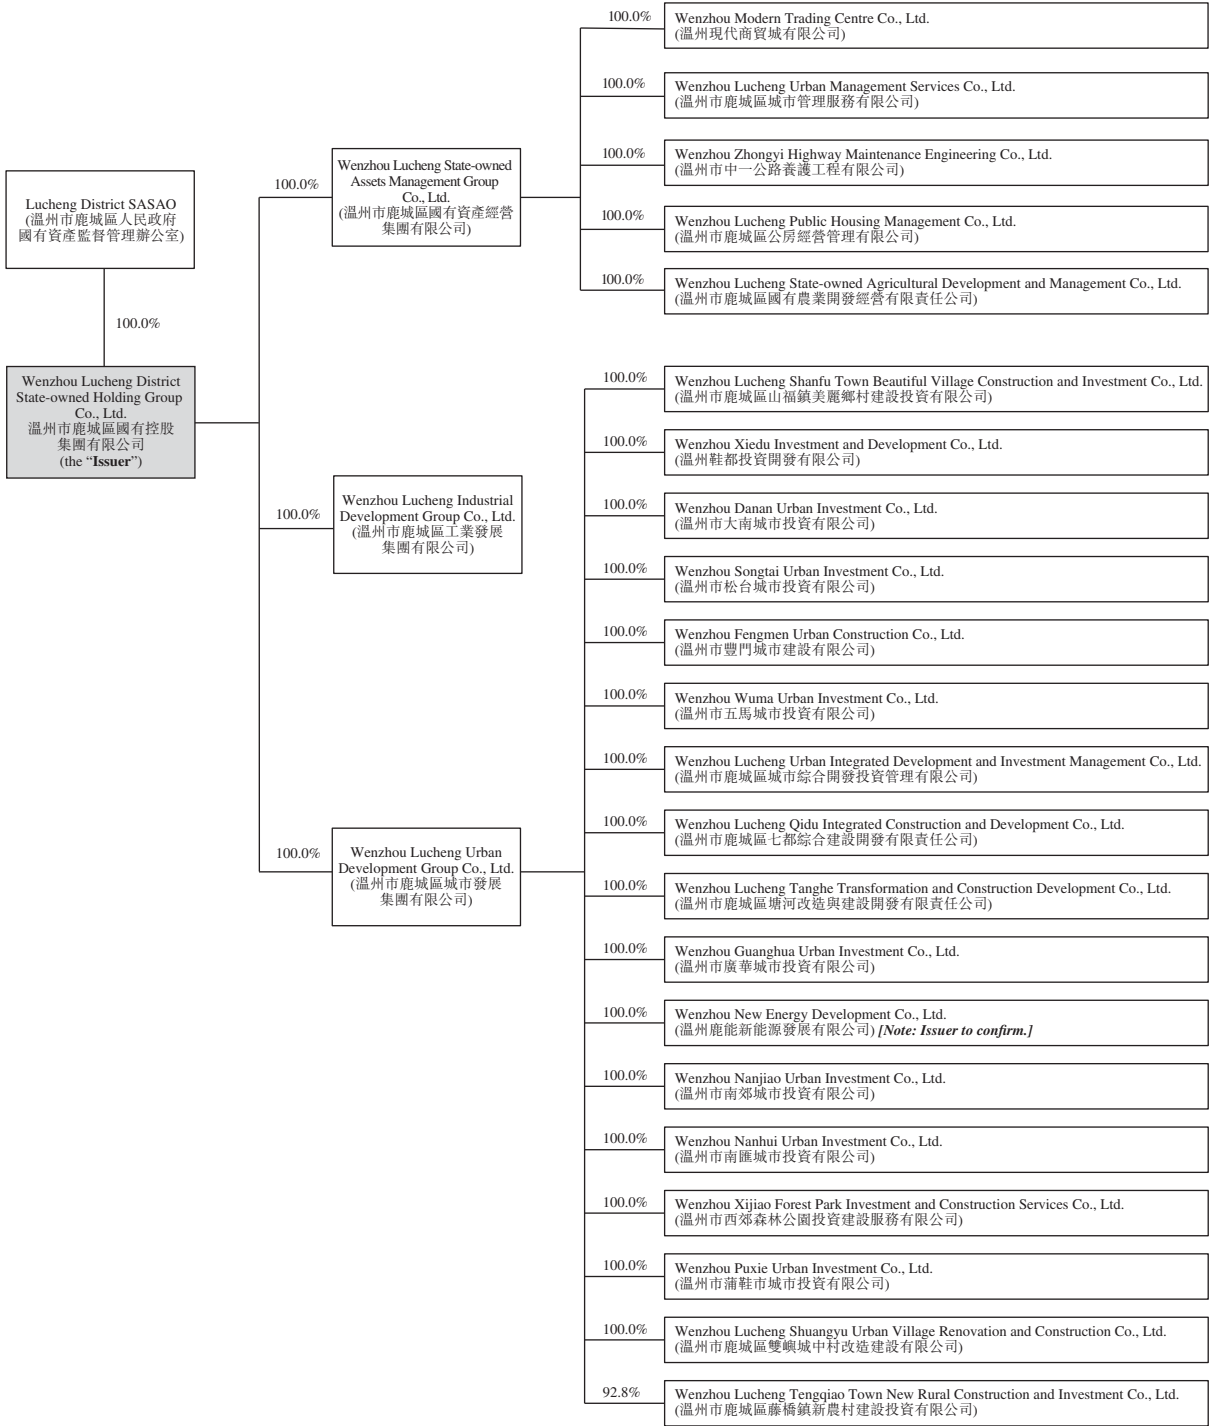 Lucheng District SASAO
(溫州市鹿城區人民政府
國有資產監督管理辦公室)
100.0%
Wenzhou Lucheng District
State-owned Holding Group
Co., Ltd.
溫州市鹿城區國有控股
集團有限公司
(the “Issuer”)
100.0%
Wenzhou Lucheng State-owned
Assets Management Group
Co., Ltd.
(溫州市鹿城區國有資產經營
集團有限公司)
100.0%
Wenzhou Modern Trading Centre Co., Ltd.
(溫州現代商貿城有限公司)
100.0%
Wenzhou Lucheng Urban Management Services Co., Ltd.
(溫州市鹿城區城市管理服務有限公司)
100.0%
Wenzhou Zhongyi Highway Maintenance Engineering Co., Ltd.
(溫州市中一公路養護工程有限公司)
100.0%
Wenzhou Lucheng Public Housing Management Co., Ltd.
(溫州市鹿城區公房經營管理有限公司)
100.0%
Wenzhou Lucheng State-owned Agricultural Development and Management Co., Ltd.
(溫州市鹿城區國有農業開發經營有限責任公司)
100.0%
Wenzhou Lucheng Industrial
Development Group Co., Ltd.
(溫州市鹿城區工業發展
集團有限公司)
100.0%
Wenzhou Lucheng Urban
Development Group Co., Ltd.
(溫州市鹿城區城市發展
集團有限公司)
100.0%
Wenzhou Lucheng Shanfu Town Beautiful Village Construction and Investment Co., Ltd.
(溫州市鹿城區山福鎮美麗鄉村建設投資有限公司)
100.0%
Wenzhou Xiedu Investment and Development Co., Ltd.
(溫州鞋都投資開發有限公司)
100.0%
Wenzhou Danan Urban Investment Co., Ltd.
(溫州市大南城市投資有限公司)
100.0%
Wenzhou Songtai Urban Investment Co., Ltd.
(溫州市松台城市投資有限公司)
100.0%
Wenzhou Fengmen Urban Construction Co., Ltd.
(溫州市豐門城市建設有限公司)
100.0%
Wenzhou Wuma Urban Investment Co., Ltd.
(溫州市五馬城市投資有限公司)
100.0%
Wenzhou Lucheng Urban Integrated Development and Investment Management Co., Ltd.
(溫州市鹿城區城市綜合開發投資管理有限公司)
100.0%
Wenzhou Lucheng Qidu Integrated Construction and Development Co., Ltd.
(溫州市鹿城區七都綜合建設開發有限責任公司)
100.0%
Wenzhou Lucheng Tanghe Transformation and Construction Development Co., Ltd.
(溫州市鹿城區塘河改造與建設開發有限責任公司)
100.0%
Wenzhou Guanghua Urban Investment Co., Ltd.
(溫州市廣華城市投資有限公司)
100.0%
Wenzhou New Energy Development Co., Ltd.
(溫州鹿能新能源發展有限公司) [Note: Issuer to confirm.]
100.0%
Wenzhou Nanjiao Urban Investment Co., Ltd.
(溫州市南郊城市投資有限公司)
100.0%
Wenzhou Nanhui Urban Investment Co., Ltd.
(溫州市南匯城市投資有限公司)
100.0%
Wenzhou Xijiao Forest Park Investment and Construction Services Co., Ltd.
(溫州市西郊森林公園投資建設服務有限公司)
100.0%
Wenzhou Puxie Urban Investment Co., Ltd.
(溫州市蒲鞋市城市投資有限公司)
100.0%
Wenzhou Lucheng Shuangyu Urban Village Renovation and Construction Co., Ltd.
(溫州市鹿城區雙嶼城中村改造建設有限公司)
92.8%
Wenzhou Lucheng Tengqiao Town New Rural Construction and Investment Co., Ltd.
(溫州市鹿城區藤橋鎮新農村建設投資有限公司)